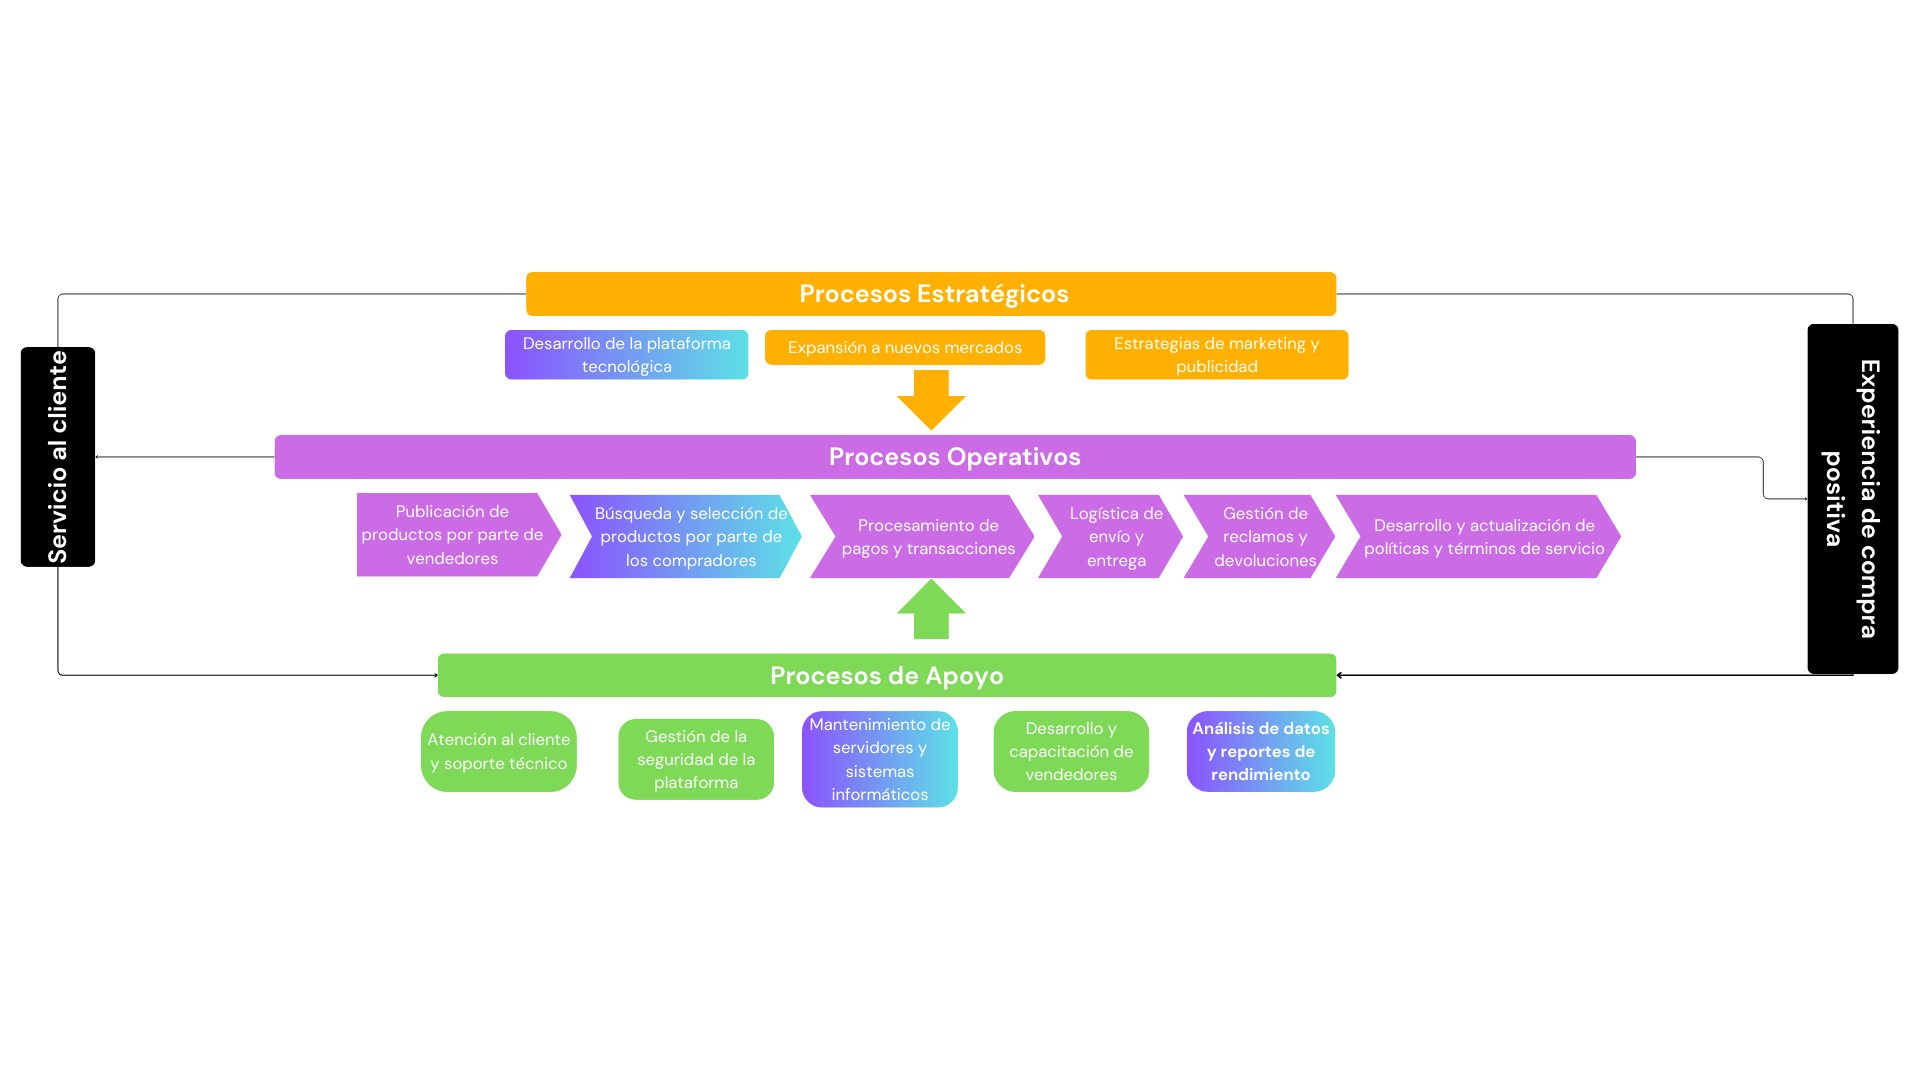 Procesos Estratégicos
Desarrollo de la plataforma
tecnológica
Expansión a nuevos mercados
Estrategias de marketing y
publicidad
Servicio al cliente
Experiencia de compra
positiva
Procesos Operativos
Publicación de
productos por parte de
vendedores
Búsqueda y selección de
productos por parte de
los compradores
Procesamiento de
pagos y transacciones
Logística de
envío y
entrega
Gestión de
reclamos y
devoluciones
Desarrollo y actualización de
políticas y términos de servicio
Procesos de Apoyo
Atención al cliente
y soporte técnico
Gestión de la
seguridad de la
plataforma
Mantenimiento de
servidores y
sistemas
informáticos
Desarrollo y
capacitación de
vendedores
Análisis de datos
y reportes de
rendimiento